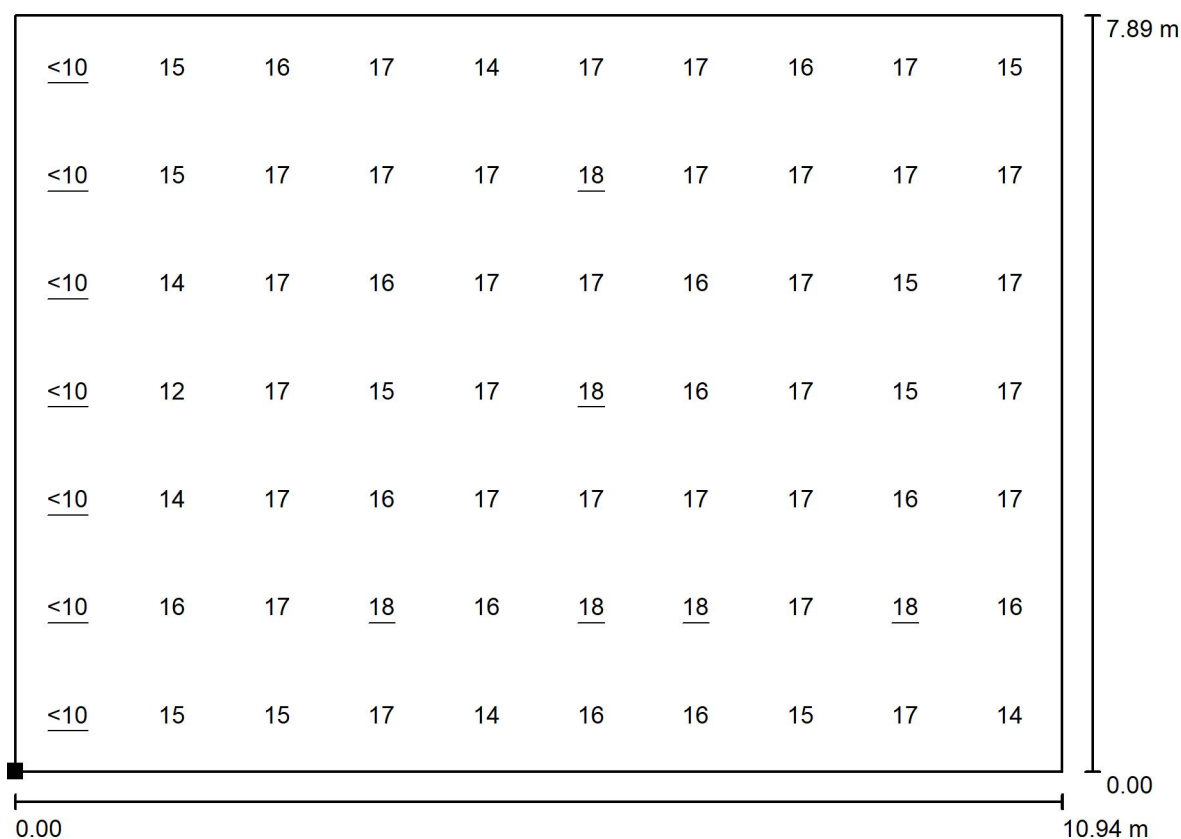 7.89 m
<10 15 16 17 14 17 17 16 17 15
<10 15 17 17 17 18 17 17 17 17
<10 14 17 16 17 17 16 17 15 17
<10 12 17 15 17 18 16 17 15 17
<10 14 17 16 17 17 17 17 16 17
<10 16 17 18 16 18 18 17 18 16
<10 15 15 17 14 16 16 15 17 14
0.00
0.00 10.94 m